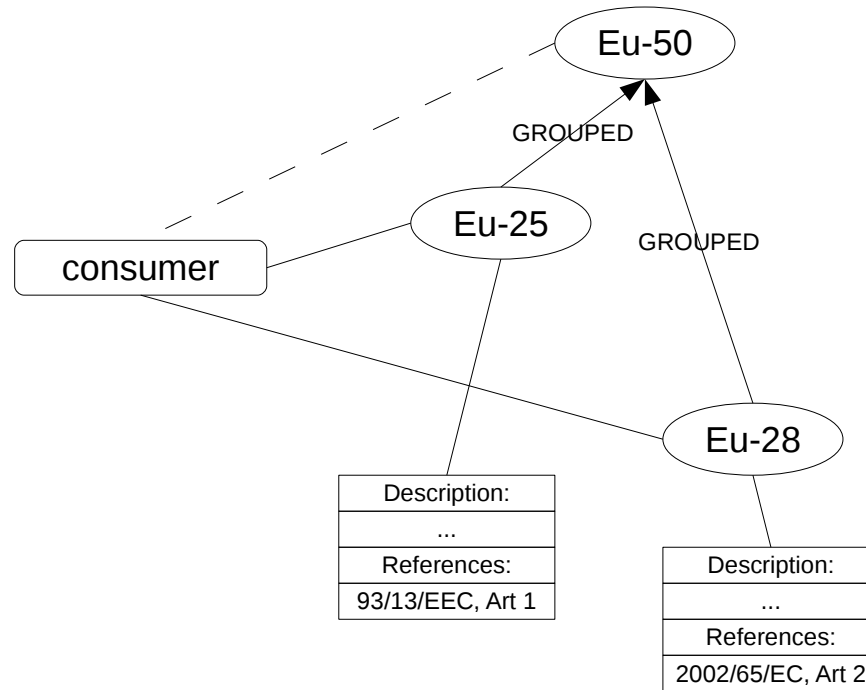 Eu-50
GROUPED
Eu-25
GROUPED
consumer
Eu-28
Description:
...
References:
93/13/EEC, Art 1
Description:
...
References:
2002/65/EC, Art 2